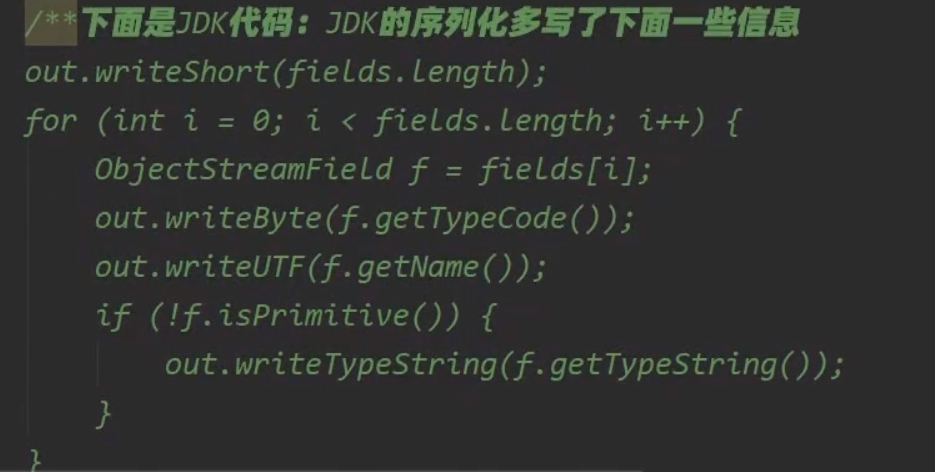 /**下面是JDK代码：JDK的序列化多写了下面一些信息
out.writeShort(fields.length);
for (int i = 0; i < fields.length; i++) {
ObjectStreamField f = fields[i];
out.writeByte(f.getTypeCode());
out.writeUTF(f.getName());
if (!f.isPrimitive()) {
out.writeTypeString(f.getTypeString());
}
}